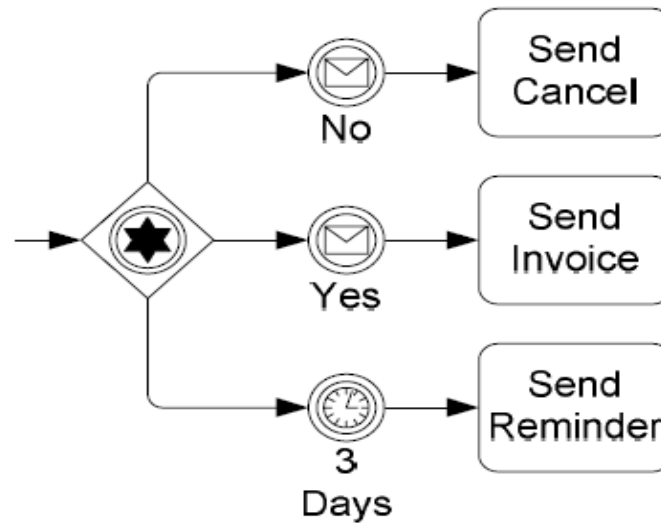 Send
Cancel
No
Send
Invoice
Yes
Send
Reminder
3
Days